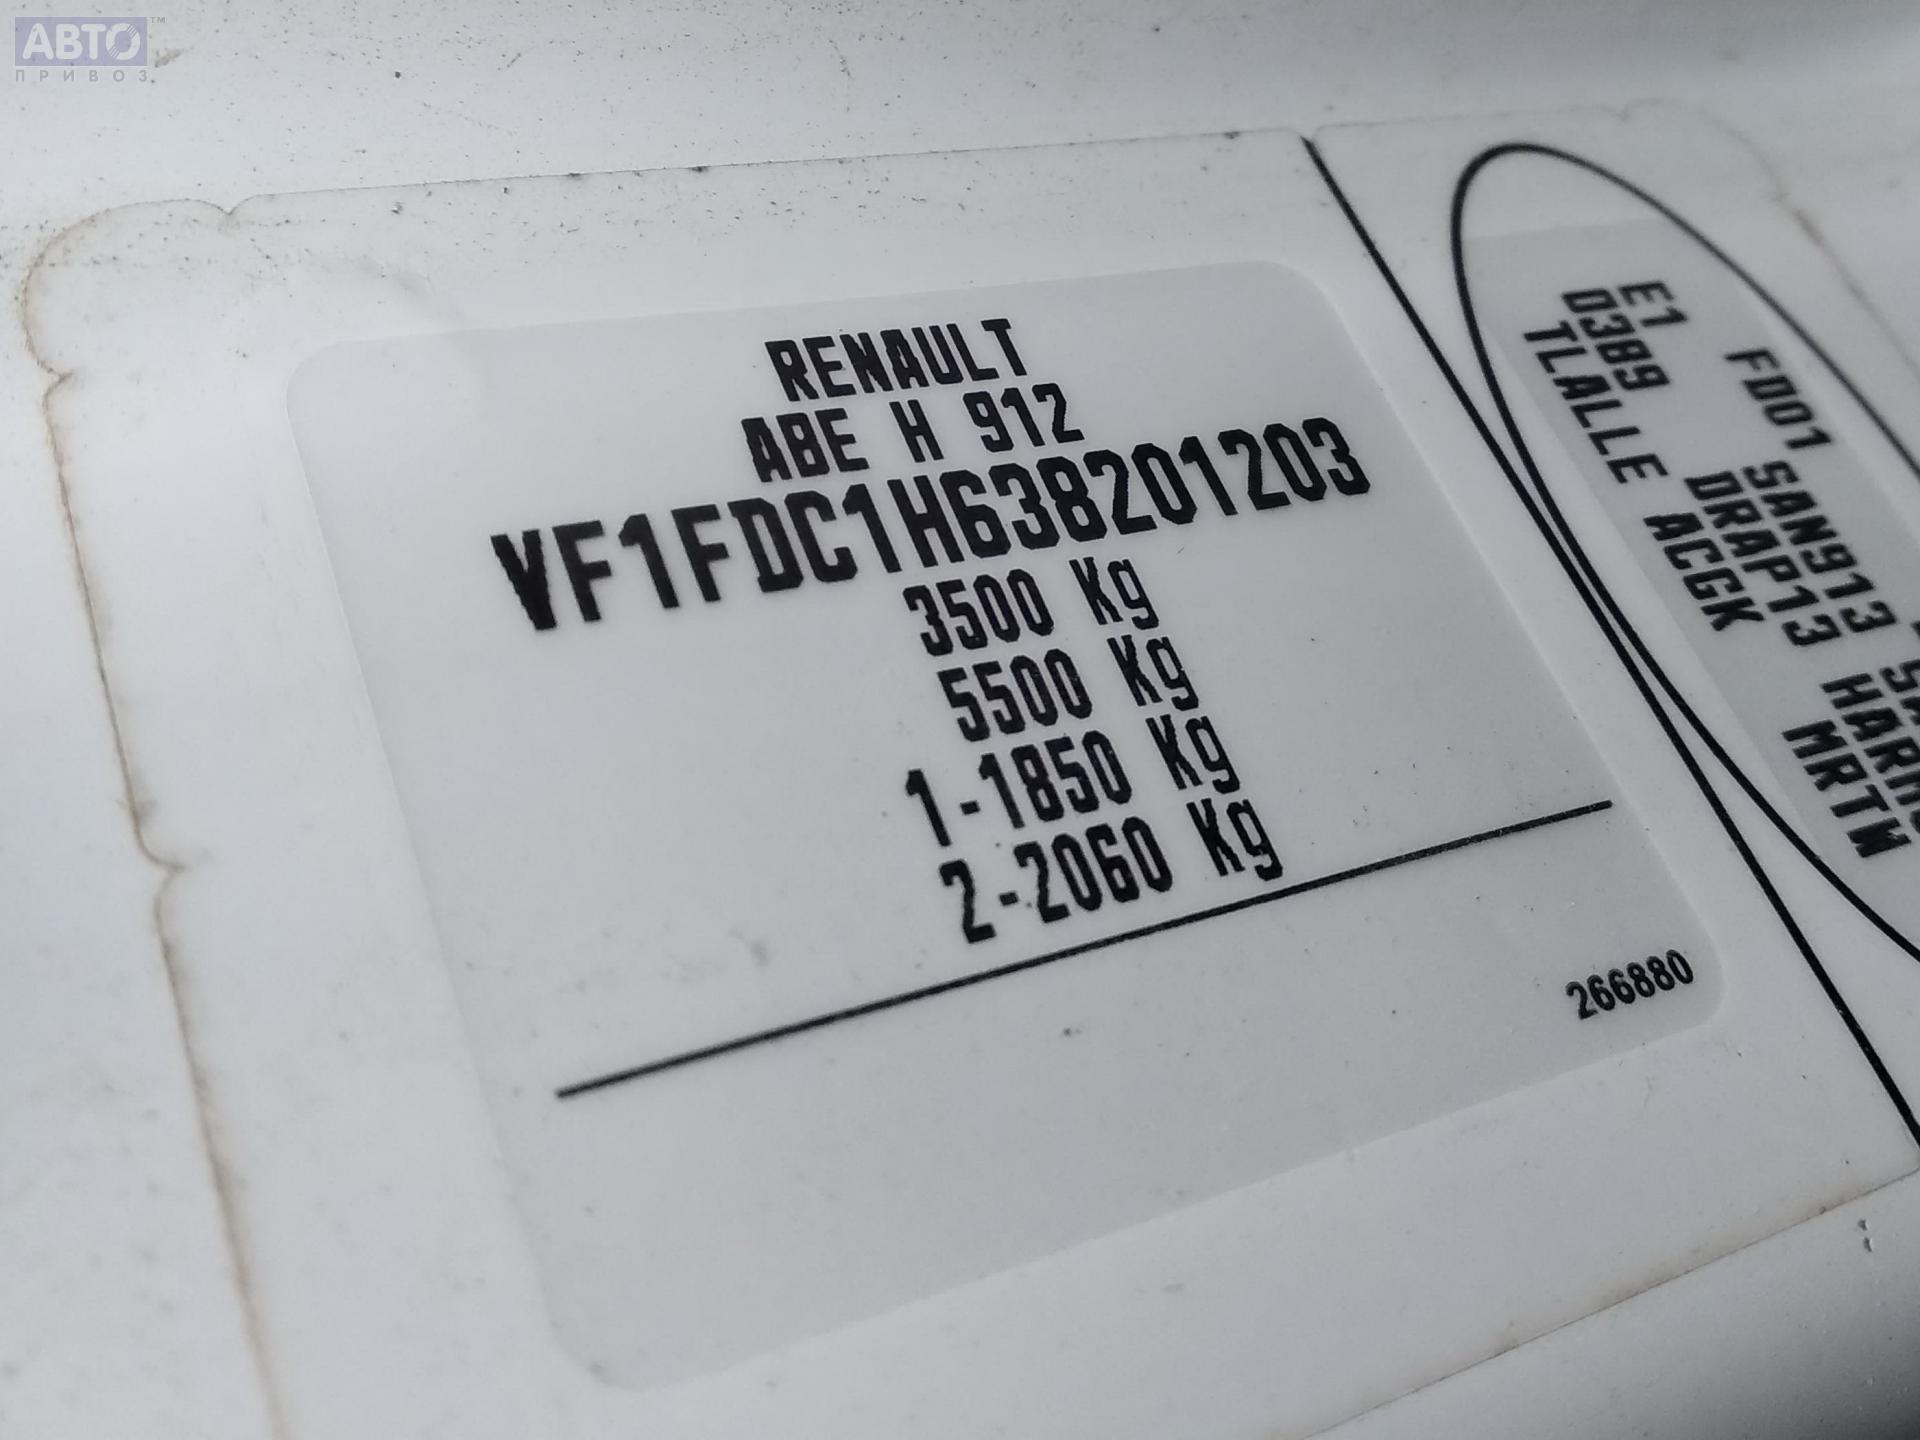 АВТО™
ПРИВОЗ
RENAULT
ABE H 912
VF1FDC1H638201203
3500 Kg
5500 Kg
1-1850 Kg
2-2060 Kg
266880
E1 FD01 SAN913
D389 DRAP13
TLALLE ACGK MRTW